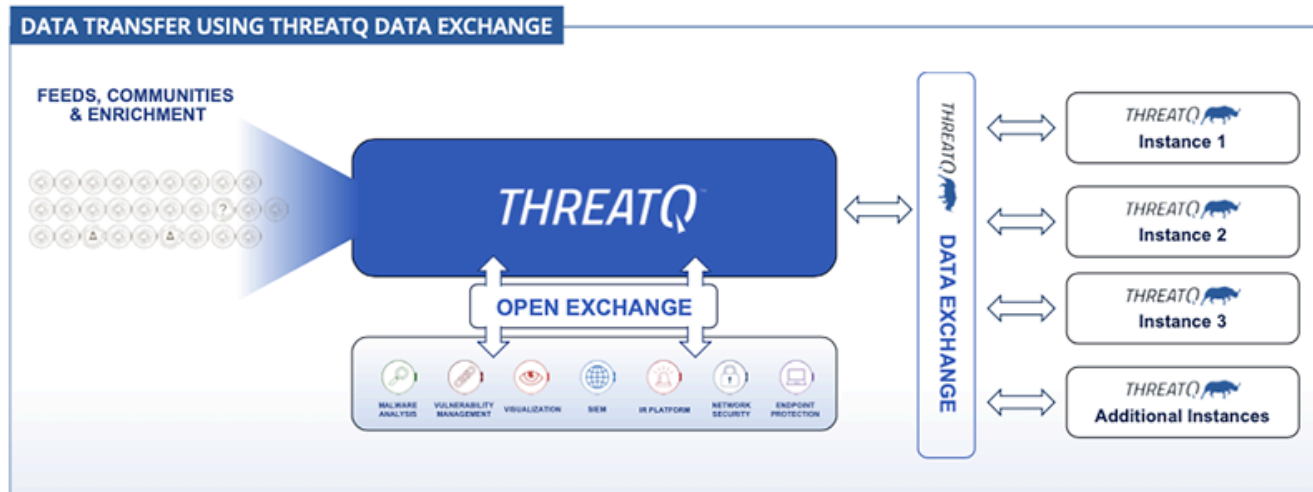 DATA TRANSFER USING THREATQ DATA EXCHANGE
FEEDS, COMMUNITIES
& ENRICHMENT
?
THREATQ™
OPEN EXCHANGE
MALWARE
ANALYSIS
VULNERABILITY
MANAGEMENT
VISUALIZATION
SIEM
IR PLATFORM
NETWORK
SECURITY
ENDPOINT
PROTECTION
THREATQ
DATA EXCHANGE
THREATQ
Instance 1
THREATQ
Instance 2
THREATQ
Instance 3
THREATQ
Additional Instances